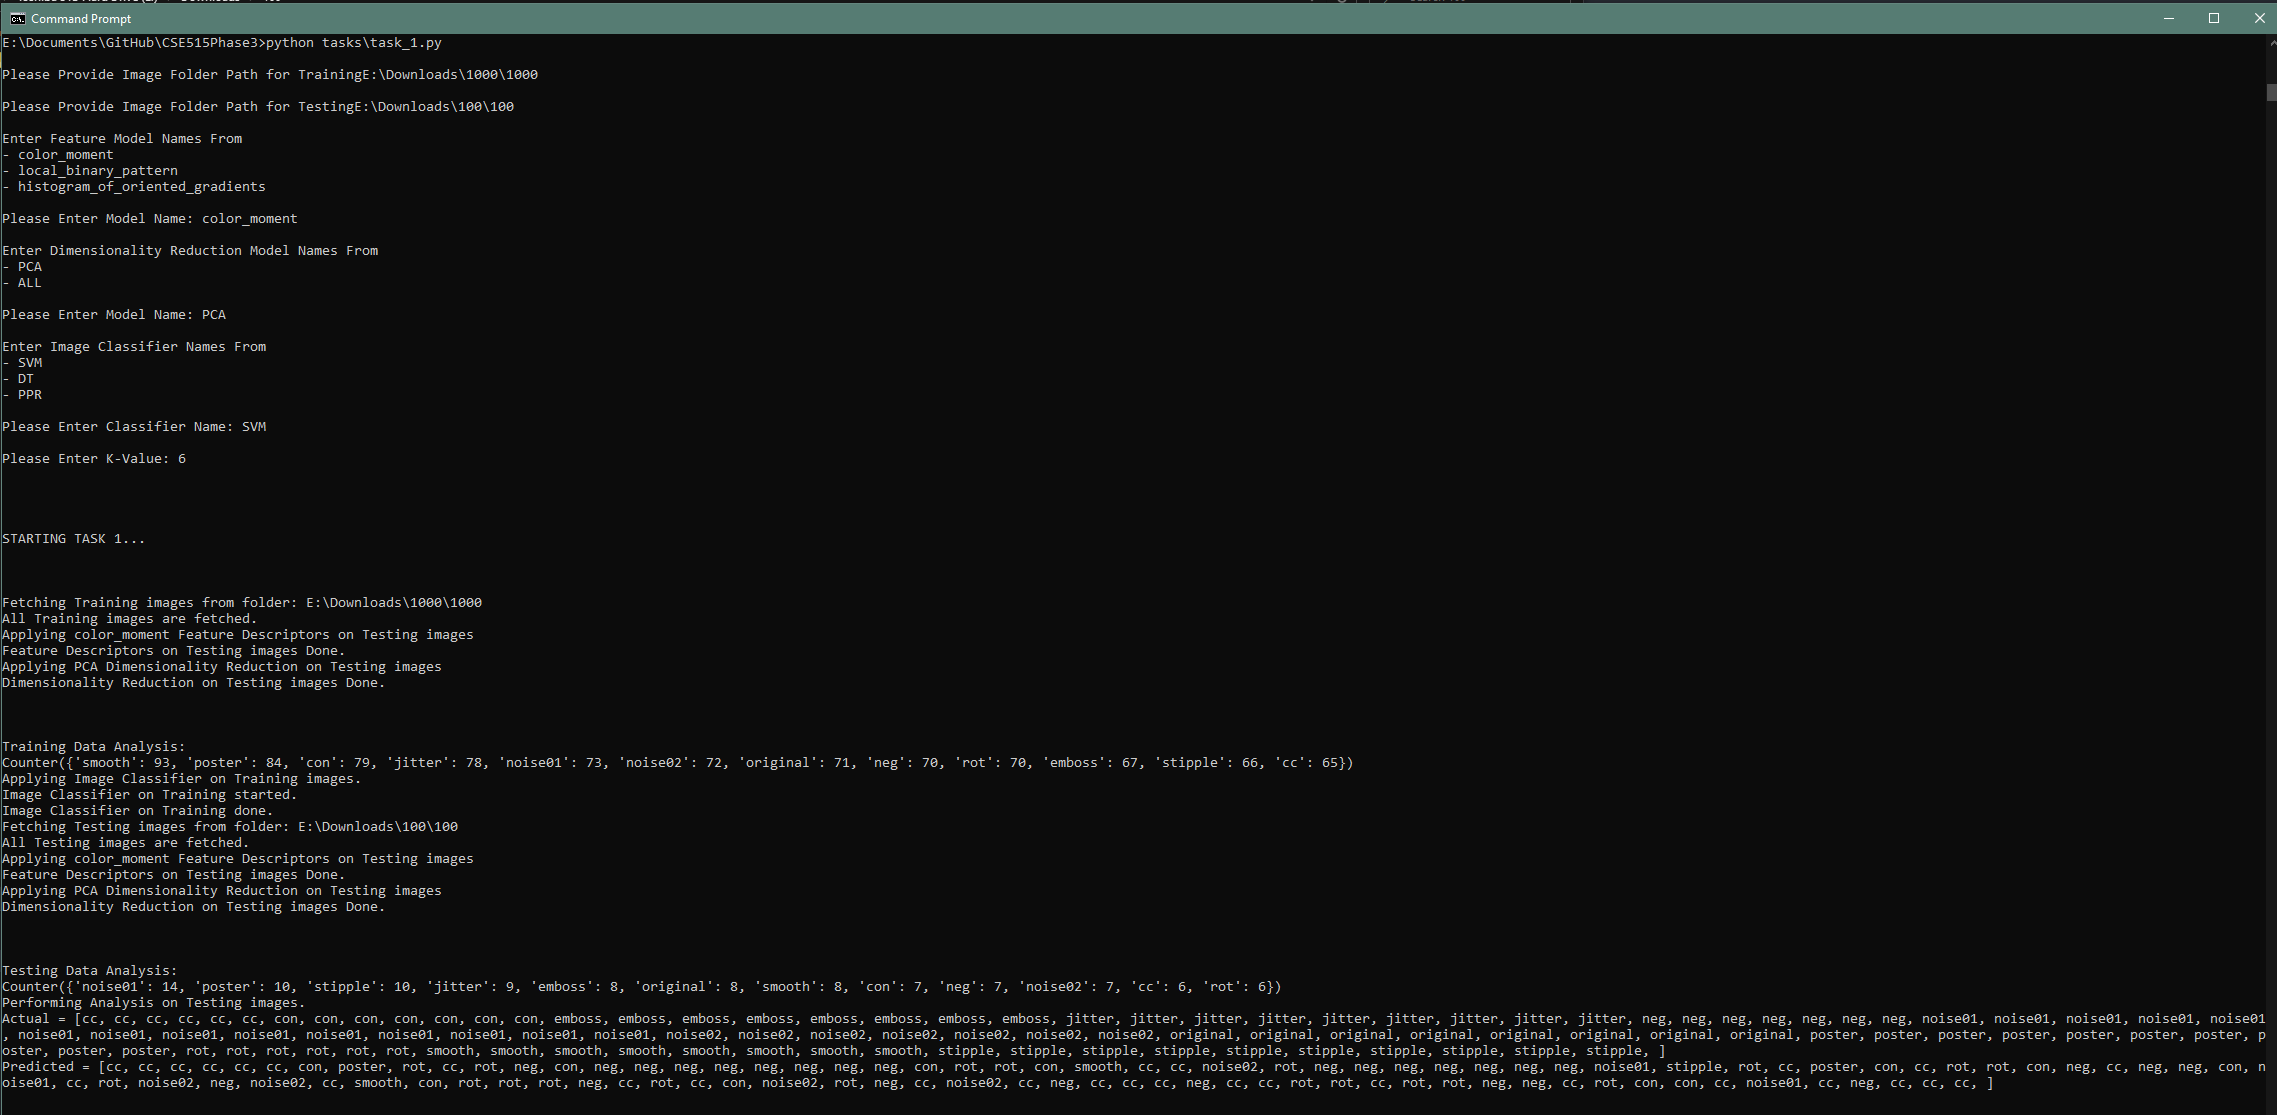 Command Prompt
E:\Documents\GitHub\CSE515Phase3>python tasks\task_1.py
Please Provide Image Folder Path for TrainingE:\Downloads\1000\1000
Please Provide Image Folder Path for TestingE:\Downloads\100\100
Enter Feature Model Names From
- color_moment
- local_binary_pattern
- histogram_of_oriented_gradients
Please Enter Model Name: color_moment
Enter Dimensionality Reduction Model Names From
- PCA
- ALL
Please Enter Model Name: PCA
Enter Image Classifier Names From
- SVM
- DT
- PPR
Please Enter Classifier Name: SVM
Please Enter K-Value: 6
STARTING TASK 1...
Fetching Training images from folder: E:\Downloads\1000\1000
All Training images are fetched.
Applying color_moment Feature Descriptors on Testing images
Feature Descriptors on Testing images Done.
Applying PCA Dimensionality Reduction on Testing images
Dimensionality Reduction on Testing images Done.
Training Data Analysis:
Counter({'smooth': 93, 'poster': 84, 'con': 79, 'jitter': 78, 'noise01': 73, 'noise02': 72, 'original': 71, 'neg': 70, 'rot': 70, 'emboss': 67, 'stipple': 66, 'cc': 65})
Applying Image Classifier on Training images.
Image Classifier on Training started.
Image Classifier on Training done.
Fetching Testing images from folder: E:\Downloads\100\100
All Testing images are fetched.
Applying color_moment Feature Descriptors on Testing images
Feature Descriptors on Testing images Done.
Applying PCA Dimensionality Reduction on Testing images
Dimensionality Reduction on Testing images Done.
Testing Data Analysis:
Counter({'noise01': 14, 'poster': 10, 'stipple': 10, 'jitter': 9, 'emboss': 8, 'original': 8, 'smooth': 8, 'con': 7, 'neg': 7, 'noise02': 7, 'cc': 6, 'rot': 6})
Performing Analysis on Testing images.
Actual = [cc, cc, cc, cc, cc, cc, con, con, con, con, con, con, con, emboss, emboss, emboss, emboss, emboss, emboss, emboss, emboss, jitter, jitter, jitter, jitter, jitter, jitter, jitter, jitter, jitter, neg, neg, neg, neg, neg, neg, neg, noise01, noise01, noise01, noise01, noise01
, noise01, noise01, noise01, noise01, noise01, noise01, noise01, noise01, noise01, noise02, noise02, noise02, noise02, noise02, noise02, noise02, original, original, original, original, original, original, original, original, poster, poster, poster, poster, poster, poster, p
oster, poster, poster, rot, rot, rot, rot, rot, rot, smooth, smooth, smooth, smooth, smooth, smooth, smooth, smooth, stipple, stipple, stipple, stipple, stipple, stipple, stipple, stipple, stipple, stipple, ]
Predicted = [cc, cc, cc, cc, cc, cc, con, poster, rot, cc, rot, neg, con, neg, neg, neg, neg, neg, neg, neg, neg, con, rot, rot, con, smooth, cc, cc, noise02, rot, neg, neg, neg, neg, neg, neg, neg, noise01, stipple, rot, cc, poster, con, cc, rot, rot, con, neg, cc, neg, neg, con, n
oise01, cc, rot, noise02, neg, noise02, cc, smooth, con, rot, rot, rot, neg, cc, rot, cc, con, noise02, rot, neg, cc, noise02, cc, neg, cc, cc, cc, neg, cc, cc, rot, rot, cc, rot, rot, neg, neg, cc, rot, con, con, cc, noise01, cc, neg, cc, cc, cc, ]